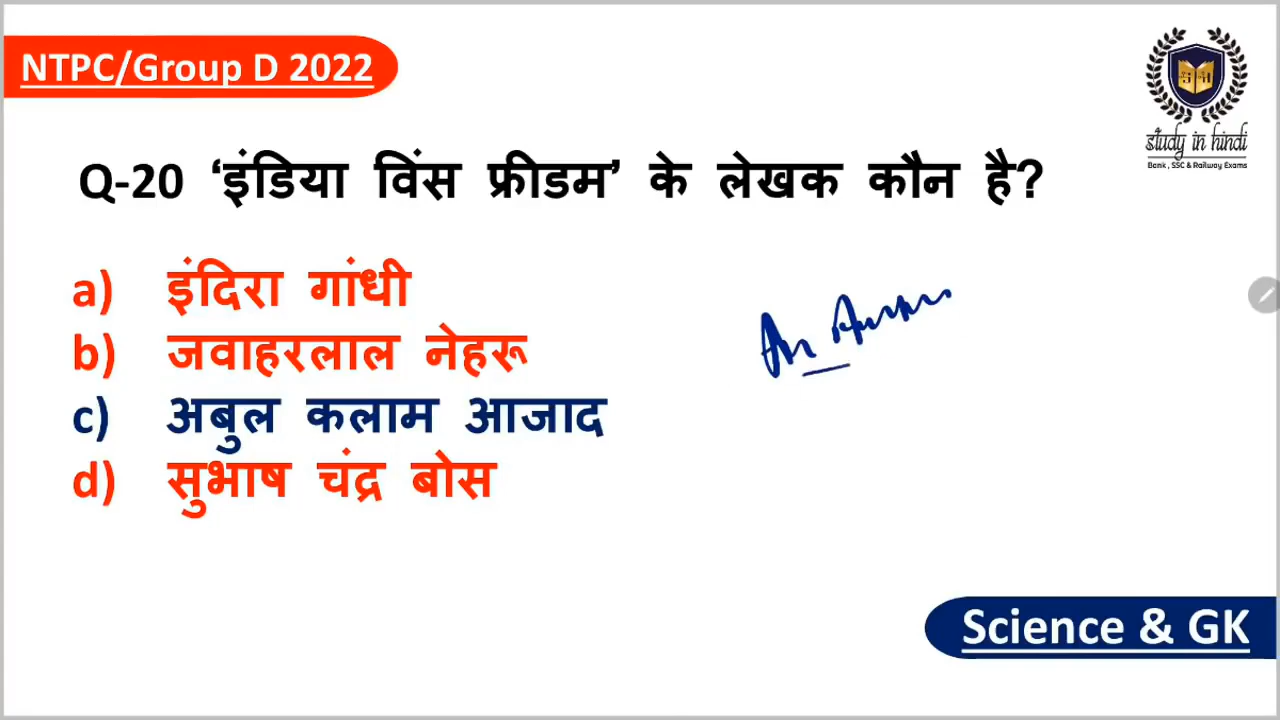 NTPC/Group D 2022
study in hindi
Bank, SSC & Railway Exams
Q-20 ‘इंडिया विंस फ्रीडम’ के लेखक कौन है?
a) इंदिरा गांधी
b) जवाहरलाल नेहरू
c) अबुल कलाम आजाद
d) सुभाष चंद्र बोस
Science & GK